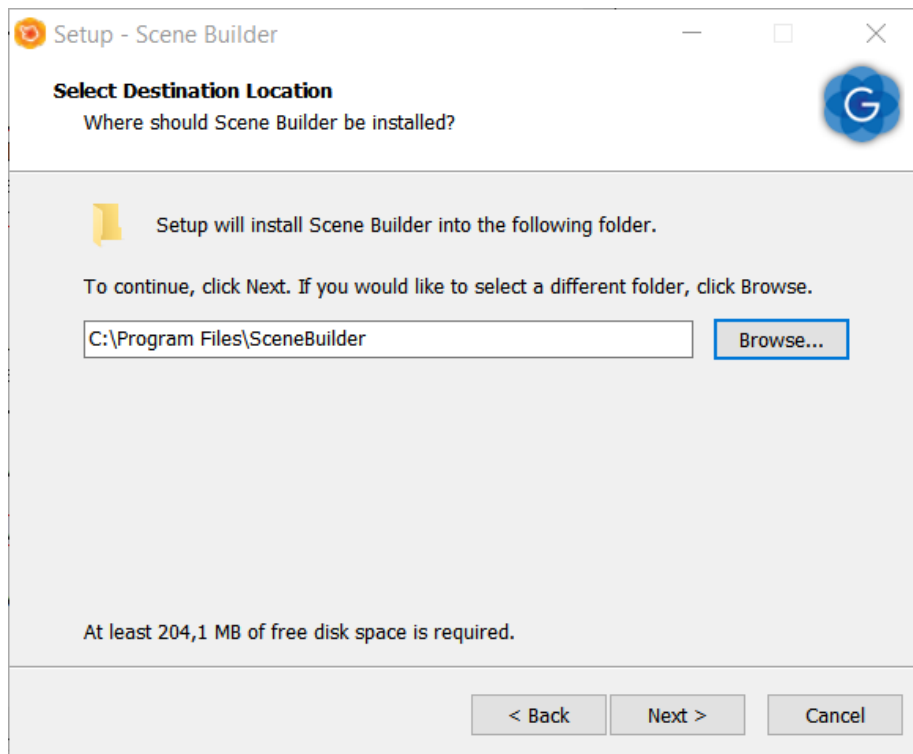 Setup - Scene Builder
Select Destination Location
Where should Scene Builder be installed?
G
Setup will install Scene Builder into the following folder.
To continue, click Next. If you would like to select a different folder, click Browse.
C:\Program Files\SceneBuilder
Browse...
At least 204,1 MB of free disk space is required.
< Back
Next >
Cancel